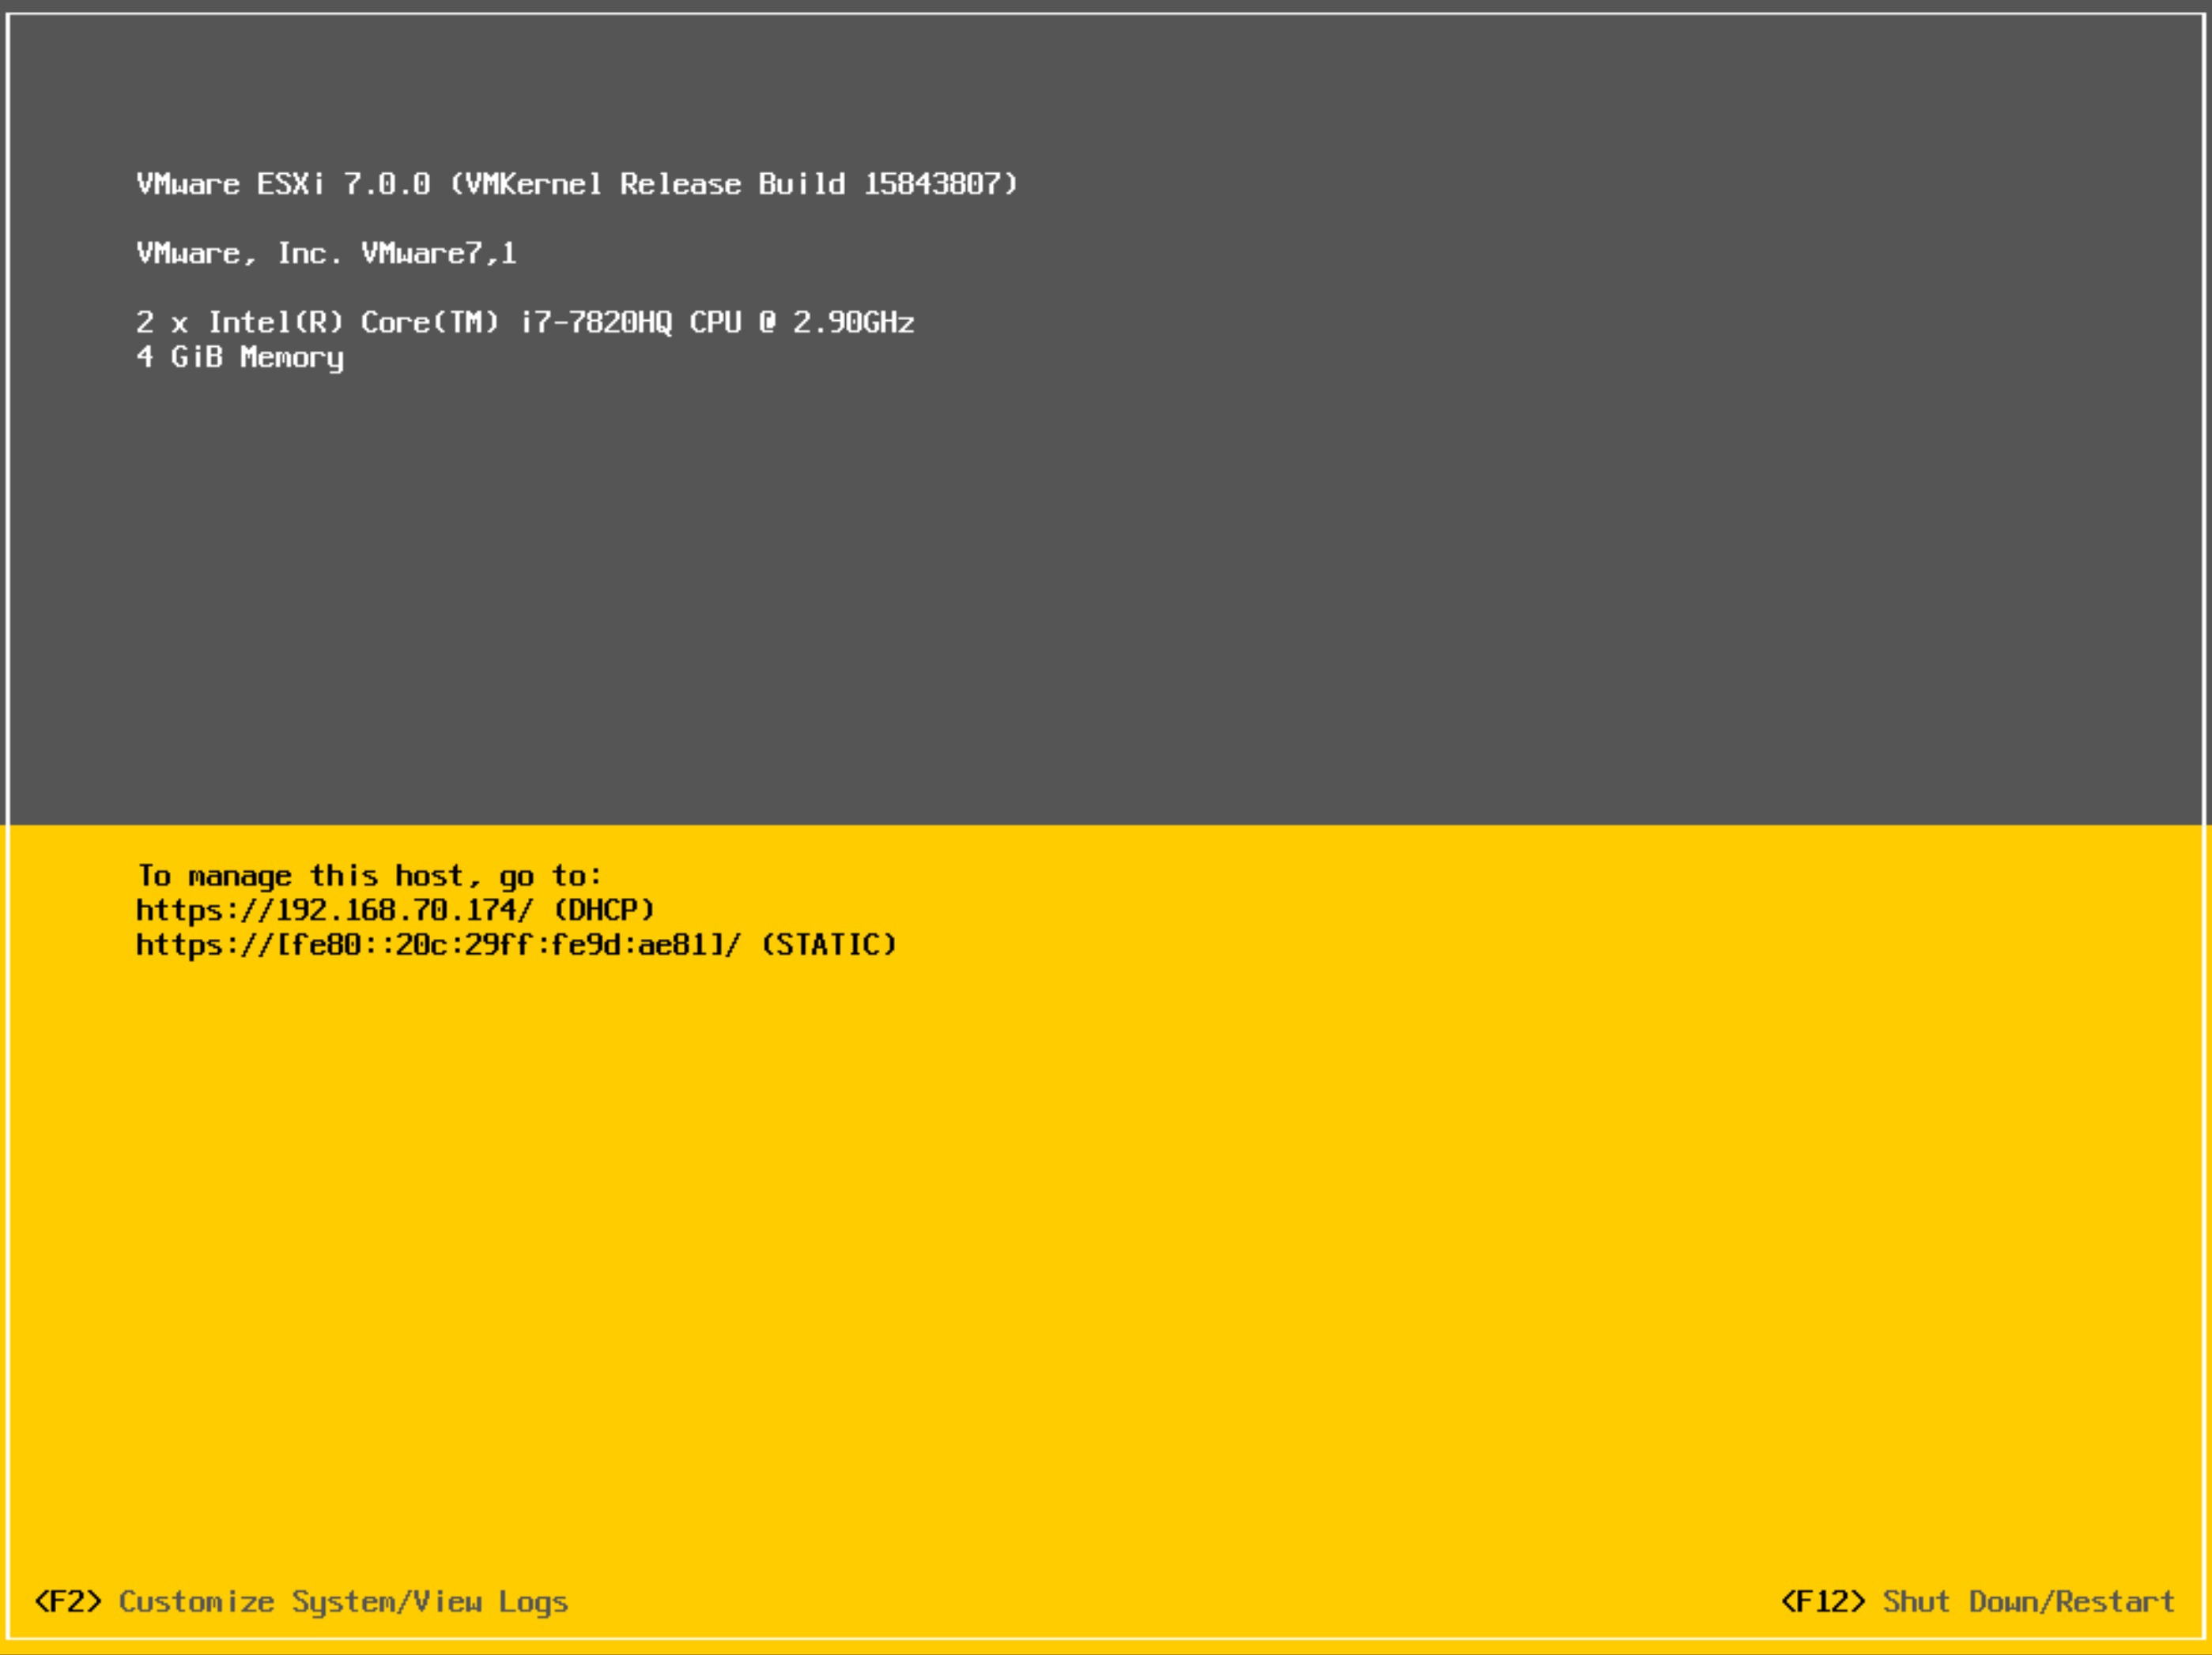 VMware ESXi 7.0.0 (VMKernel Release Build 15843807)
VMware, Inc. VMware7,1
2 x Intel(R) Core(TM) i7-7820HQ CPU @ 2.90GHz
4 GiB Memory
To manage this host, go to:
https://192.168.70.174/ (DHCP)
https://[fe80::20c:29ff:fe9d:ae81]/ (STATIC)
<F2> Customize System/View Logs
<F12> Shut Down/Restart